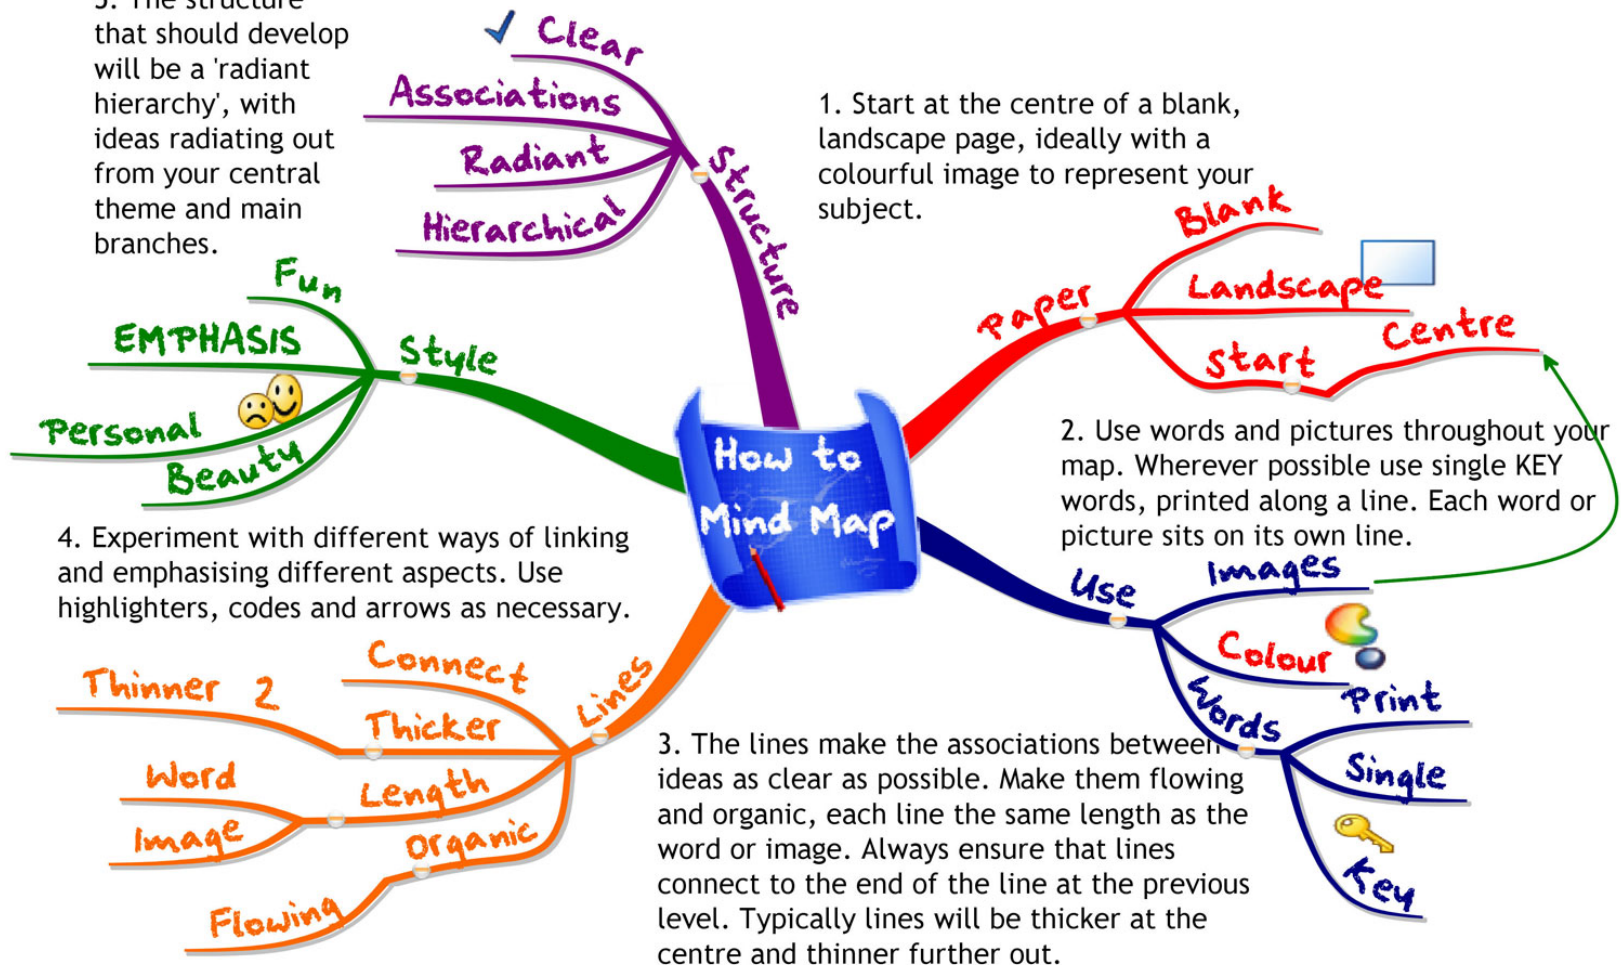 How to
Mind Map
1. Start at the centre of a blank,
landscape page, ideally with a
colourful image to represent your
subject.
Paper
Blank
Landscape
Start
Centre
2. Use words and pictures throughout your
map. Wherever possible use single KEY
words, printed along a line. Each word or
picture sits on its own line.
Use
Images
Colour
Words
Print
Single
Key
3. The lines make the associations between
ideas as clear as possible. Make them flowing
and organic, each line the same length as the
word or image. Always ensure that lines
connect to the end of the line at the previous
level. Typically lines will be thicker at the
centre and thinner further out.
Lines
Connect
Thicker
Thinner 2
Length
Word
Image
Organic
Flowing
4. Experiment with different ways of linking
and emphasising different aspects. Use
highlighters, codes and arrows as necessary.
Style
Fun
EMPHASIS
Personal
Beauty
5. The structure
that should develop
will be a 'radiant
hierarchy', with
ideas radiating out
from your central
theme and main
branches.
Structure
Clear
Associations
Radiant
Hierarchical